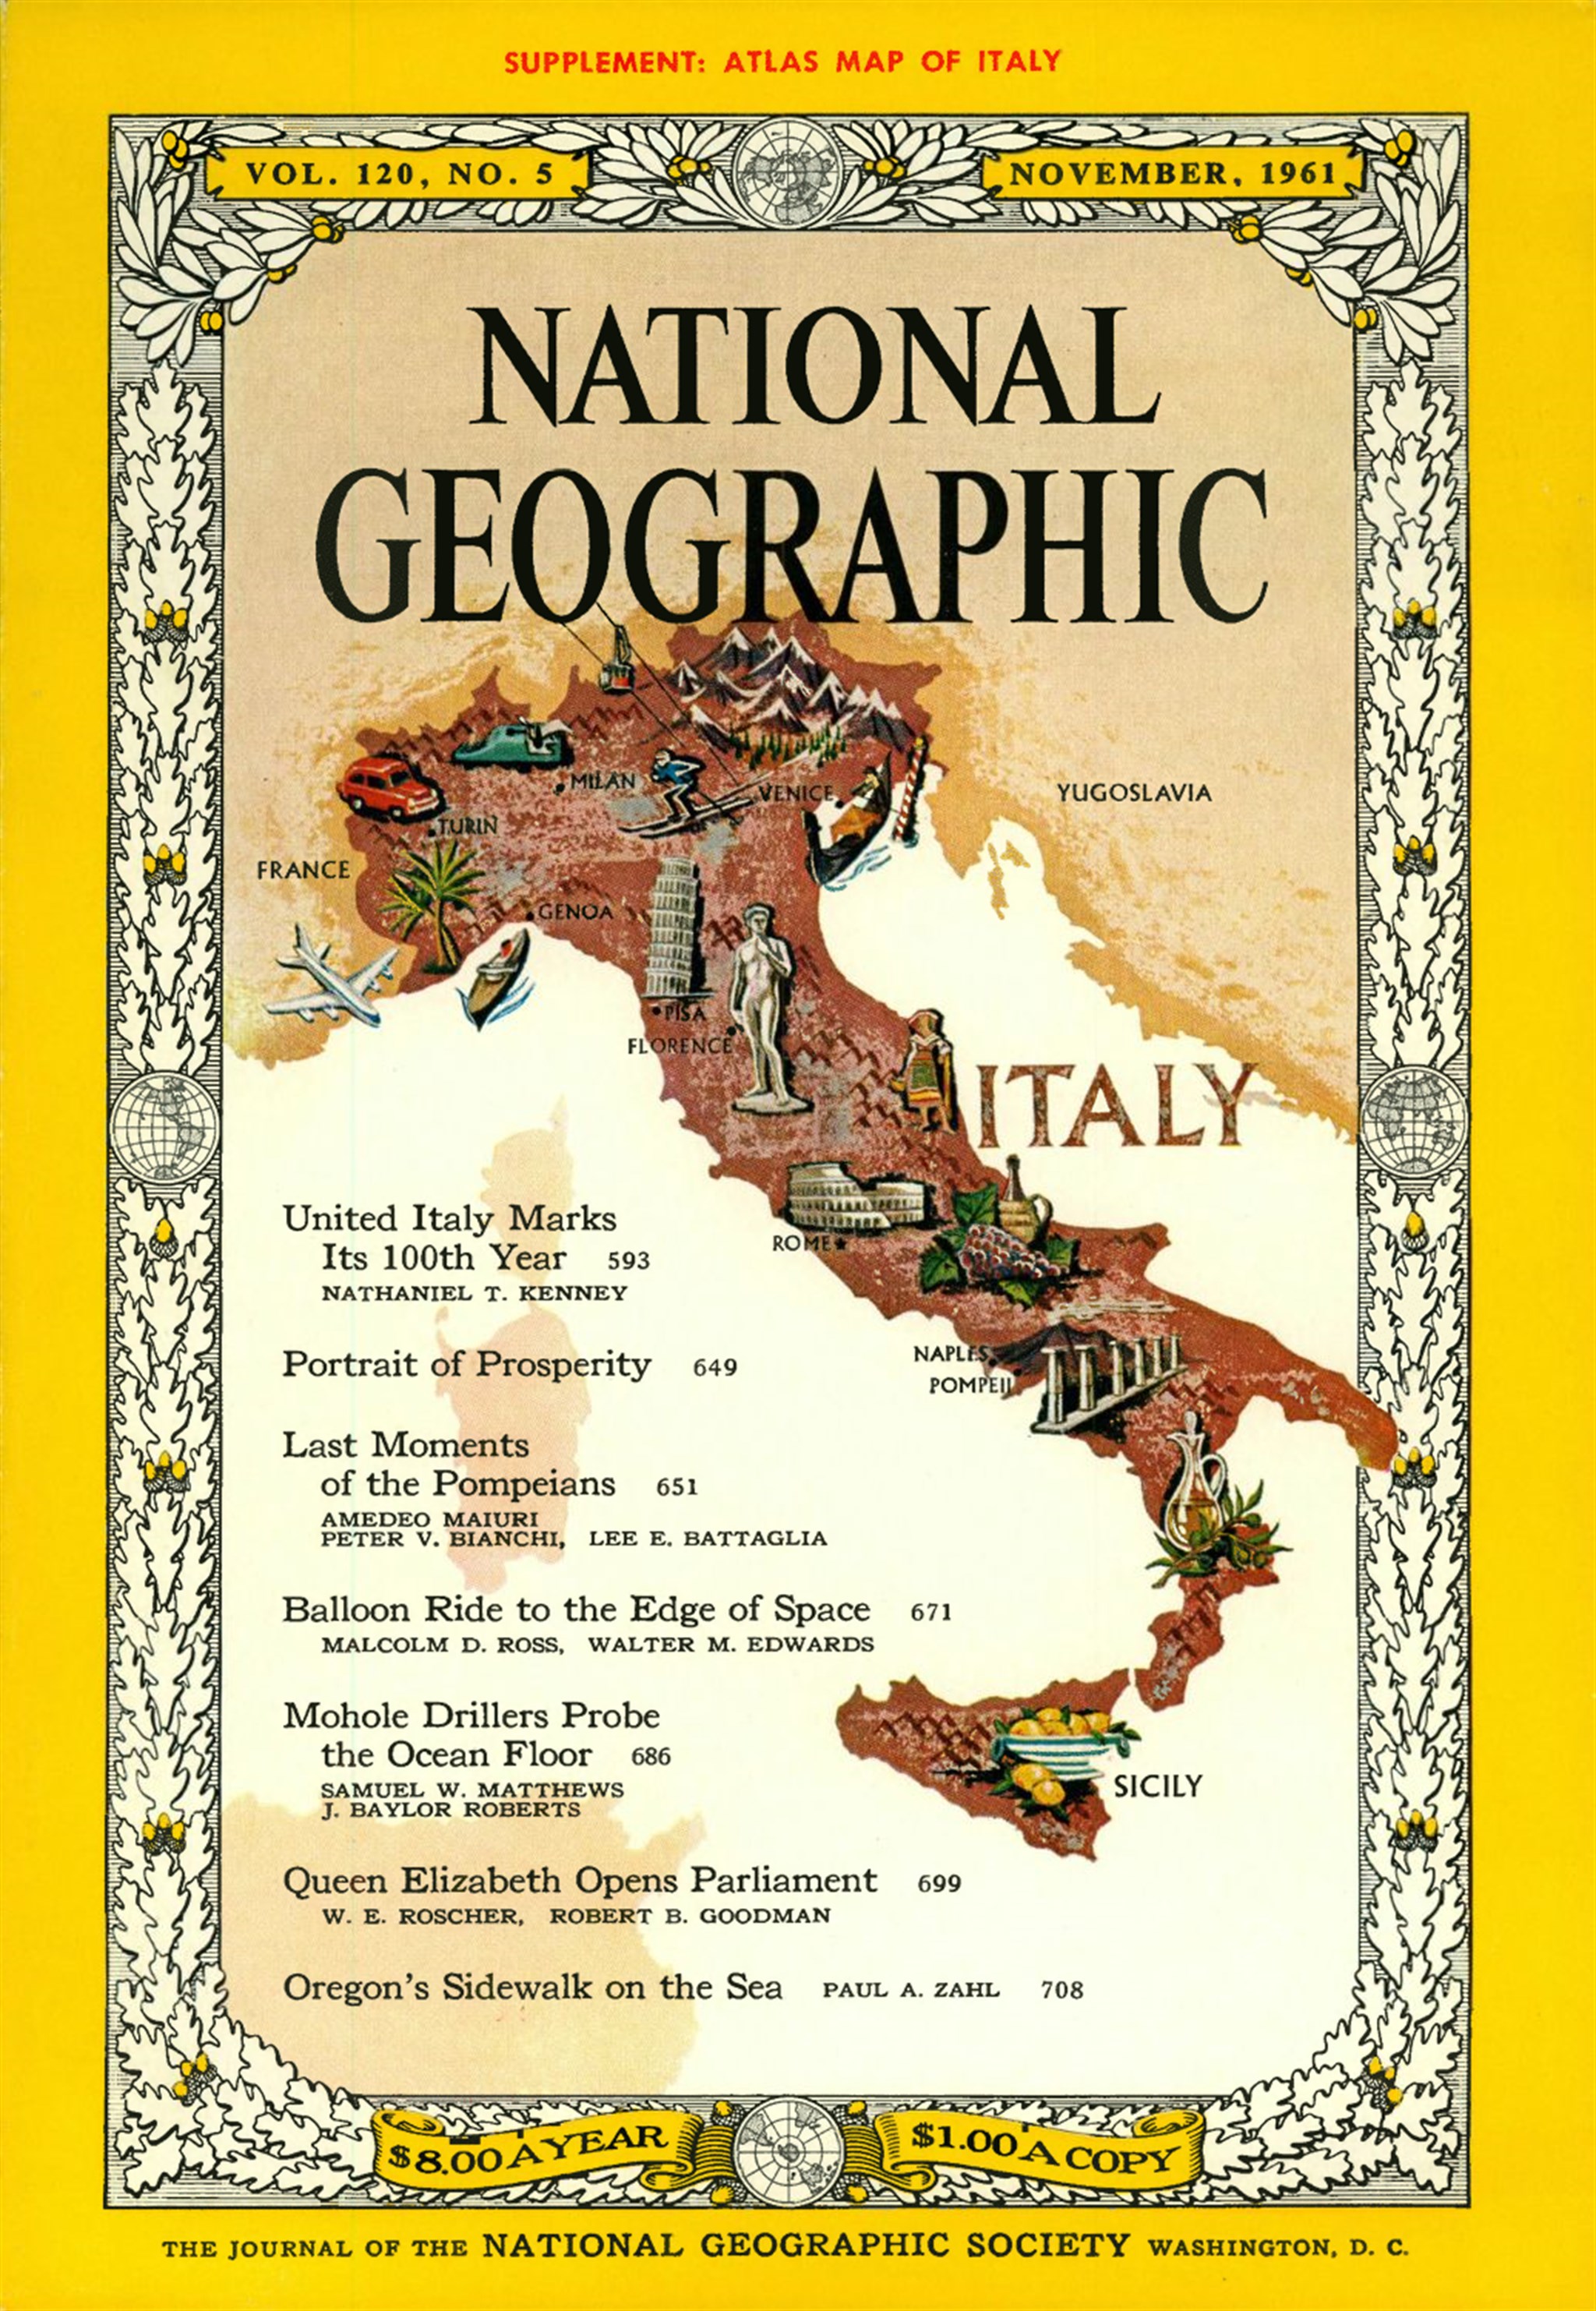 SUPPLEMENT: ATLAS MAP OF ITALY
VOL. 120, NO. 5
NOVEMBER, 1961
NATIONAL
GEOGRAPHIC
MILAN
VENICE
YUGOSLAVIA
TURIN
FRANCE
GENOA
PISA
FLORENCE
ITALY
ROME
NAPLES
POMPEII
SICILY
United Italy Marks
Its 100th Year 593
NATHANIEL T. KENNEY
Portrait of Prosperity 649
Last Moments
of the Pompeians 651
AMEDEO MAIURI
PETER V. BIANCHI, LEE E. BATTAGLIA
Balloon Ride to the Edge of Space 671
MALCOLM D. ROSS, WALTER M. EDWARDS
Mohole Drillers Probe
the Ocean Floor 686
SAMUEL W. MATTHEWS
J. BAYLOR ROBERTS
Queen Elizabeth Opens Parliament 699
W. E. ROSCHER, ROBERT B. GOODMAN
Oregon's Sidewalk on the Sea PAUL A. ZAHL 708
$8.00 A YEAR
$1.00 A COPY
THE JOURNAL OF THE NATIONAL GEOGRAPHIC SOCIETY WASHINGTON, D. C.